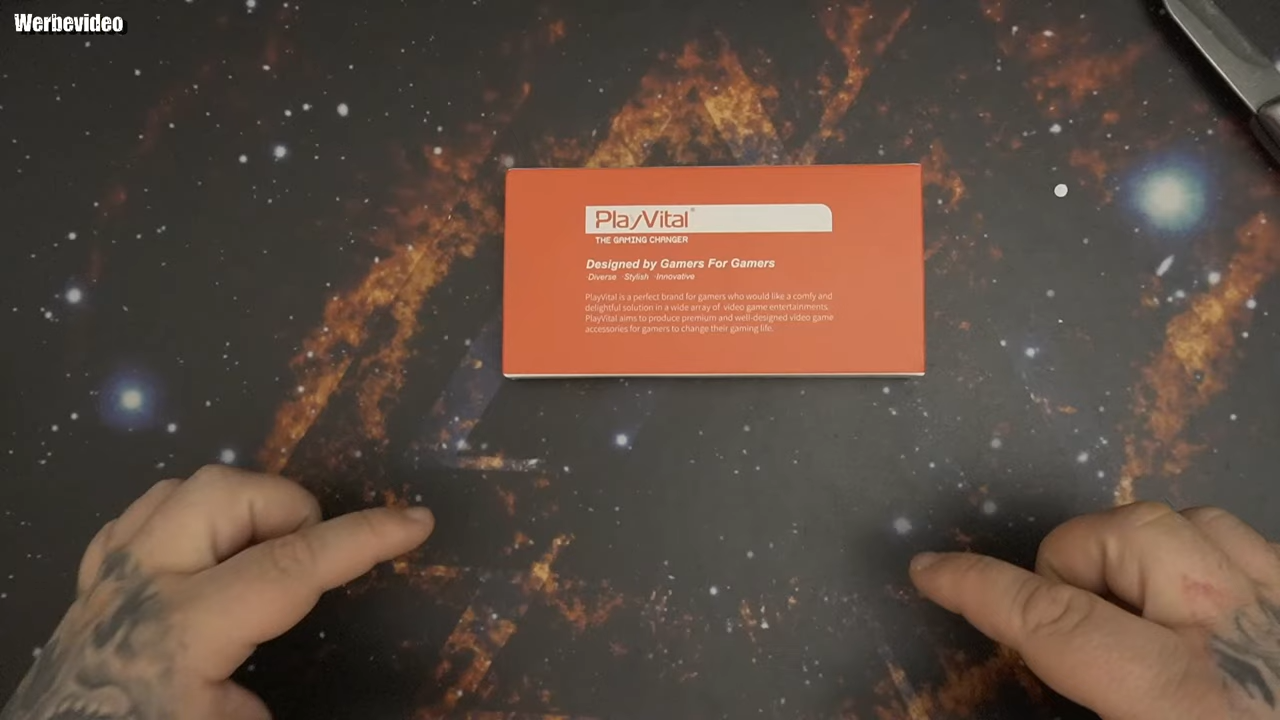 Werbevideo
PlayVital®
THE GAMING CHANGER
Designed by Gamers For Gamers
·Diverse ·Stylish ·Innovative
PlayVital is a perfect brand for gamers who would like a comfy and
delightful solution in a wide array of video game entertainments.
PlayVital aims to produce premium and well-designed video game
accessories for gamers to change their gaming life.